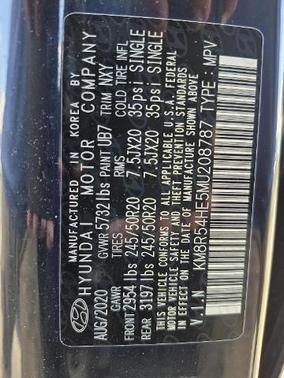 MANUFACTURED IN KOREA BY
HYUNDAI MOTOR COMPANY
AUG/2020 GVWR 5732 lbs PAINT UB7 TRIM NXY
GAWR TIRES RIMS COLD TIRE INFL
FRONT 2954 lbs 245/50R20 7.5JX20 35psi SINGLE
REAR 3197 lbs 245/50R20 7.5JX20 35psi SINGLE
THIS VEHICLE CONFORMS TO ALL APPLICABLE U.S.A. FEDERAL
MOTOR VEHICLE SAFETY
STANDARDS IN EFFECT ON THE DATE OF
MANUFACTURE SHOWN ABOVE.
V.I.N KM8R54HE5MU208787 TYPE: MPV